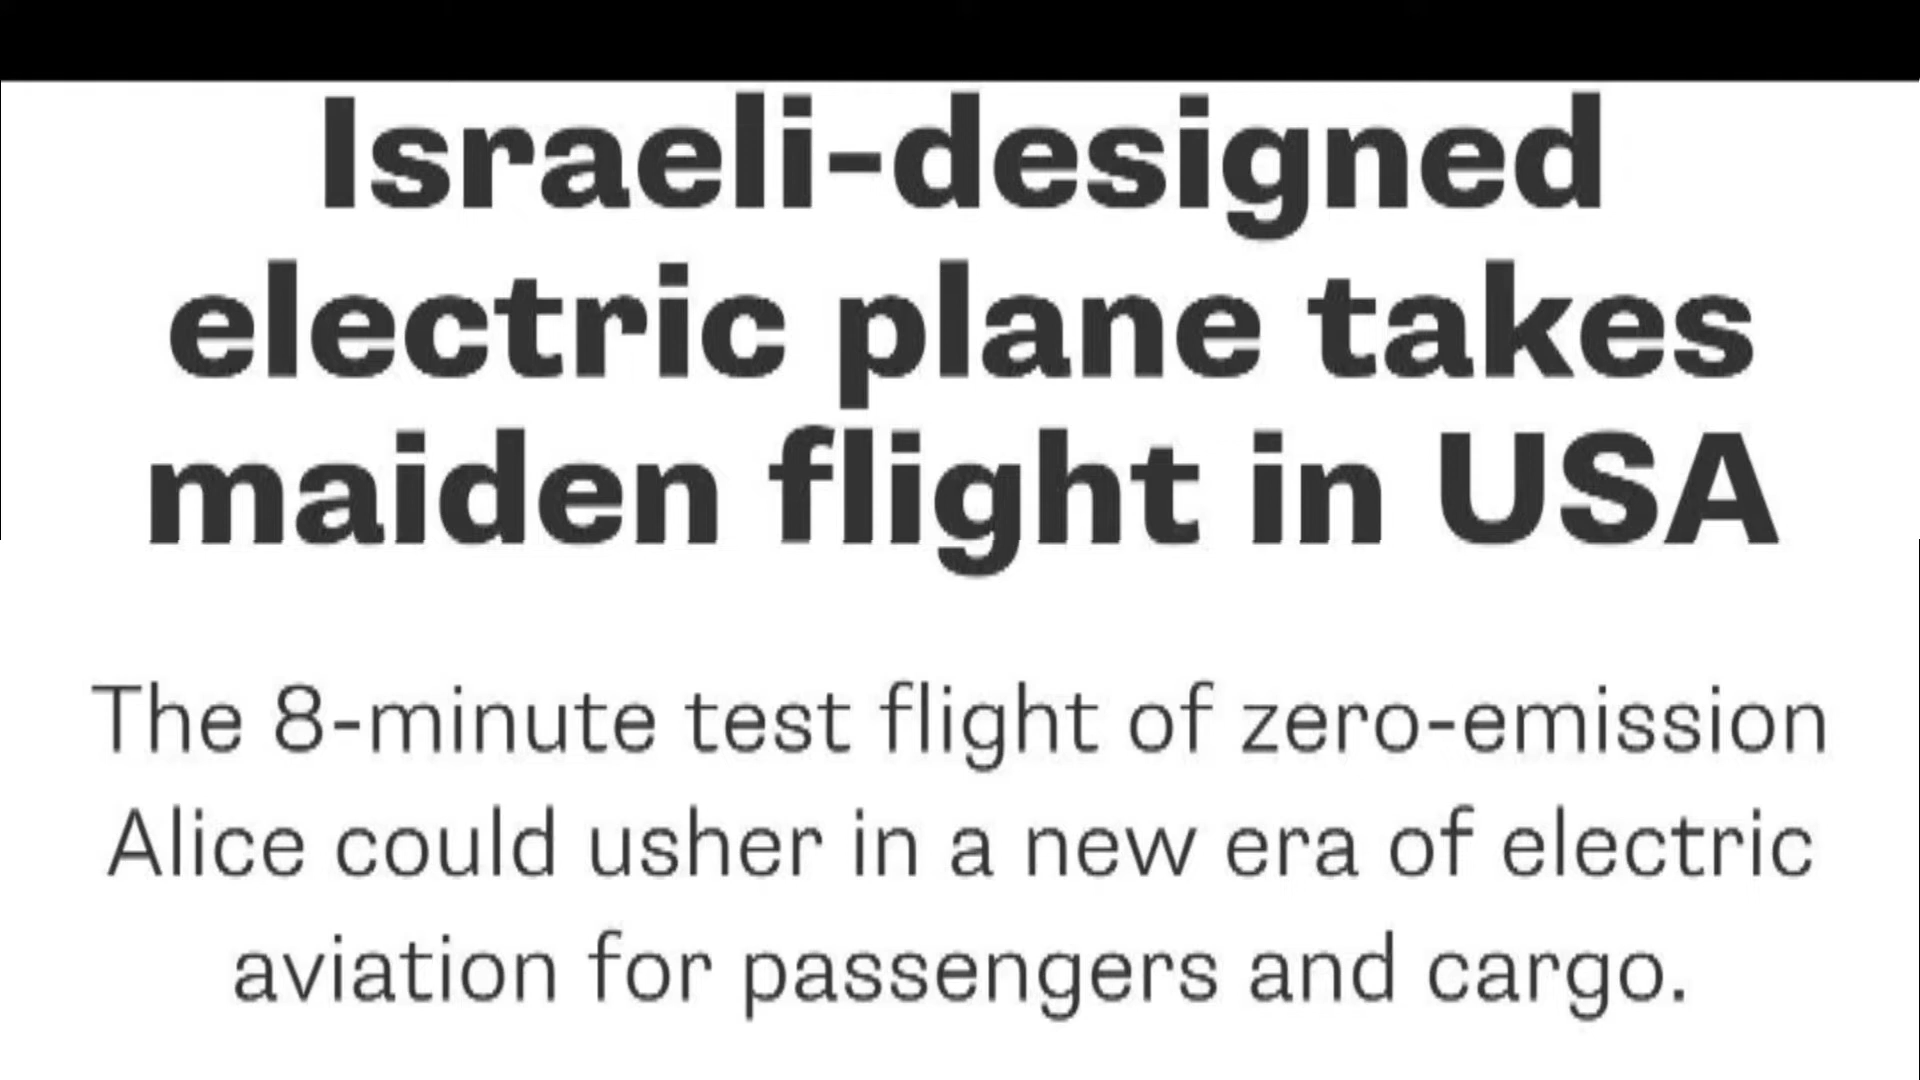 Israeli-designed
electric plane takes
maiden flight in USA
The 8-minute test flight of zero-emission
Alice could usher in a new era of electric
aviation for passengers and cargo.